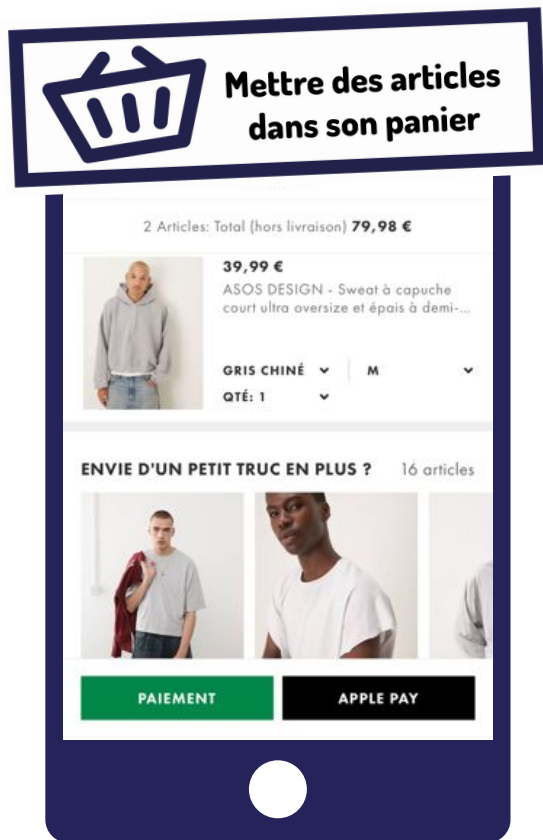 Mettre des articles
dans son panier
2 Articles: Total (hors livraison) 79,98 €
39,99 €
ASOS DESIGN - Sweat à capuche
court ultra oversize et épais à demi-...
GRIS CHINÉ
M
QTÉ: 1
ENVIE D'UN PETIT TRUC EN PLUS ? 16 articles
PAIEMENT
APPLE PAY